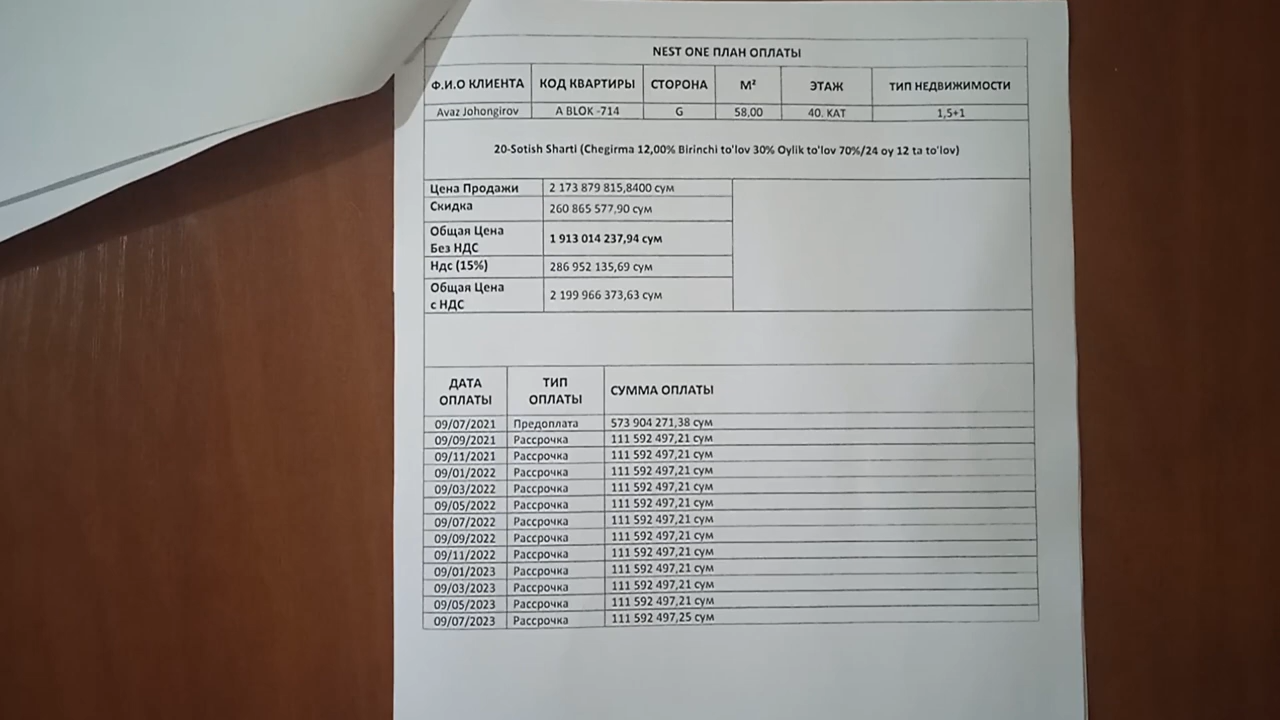 NEST ONE ПЛАН ОПЛАТЫ
Ф.И.О КЛИЕНТА КОД КВАРТИРЫ СТОРОНА М² ЭТАЖ ТИП НЕДВИЖИМОСТИ
Avaz Johongirov A BLOK -714 G 58,00 40. KAT 1,5+1
20-Sotish Sharti (Chegirma 12,00% Birinchi to'lov 30% Oylik to'lov 70%/24 oy 12 ta to'lov)
Цена Продажи 2 173 879 815,8400 сум
Скидка 260 865 577,90 сум
Общая Цена
Без НДС 1 913 014 237,94 сум
Ндс (15%) 286 952 135,69 сум
Общая Цена
с НДС 2 199 966 373,63 сум
ДАТА ОПЛАТЫ ТИП ОПЛАТЫ СУММА ОПЛАТЫ
09/07/2021 Предоплата 573 904 271,38 сум
09/09/2021 Рассрочка 111 592 497,21 сум
09/11/2021 Рассрочка 111 592 497,21 сум
09/01/2022 Рассрочка 111 592 497,21 сум
09/03/2022 Рассрочка 111 592 497,21 сум
09/05/2022 Рассрочка 111 592 497,21 сум
09/07/2022 Рассрочка 111 592 497,21 сум
09/09/2022 Рассрочка 111 592 497,21 сум
09/11/2022 Рассрочка 111 592 497,21 сум
09/01/2023 Рассрочка 111 592 497,21 сум
09/03/2023 Рассрочка 111 592 497,21 сум
09/05/2023 Рассрочка 111 592 497,21 сум
09/07/2023 Рассрочка 111 592 497,25 сум